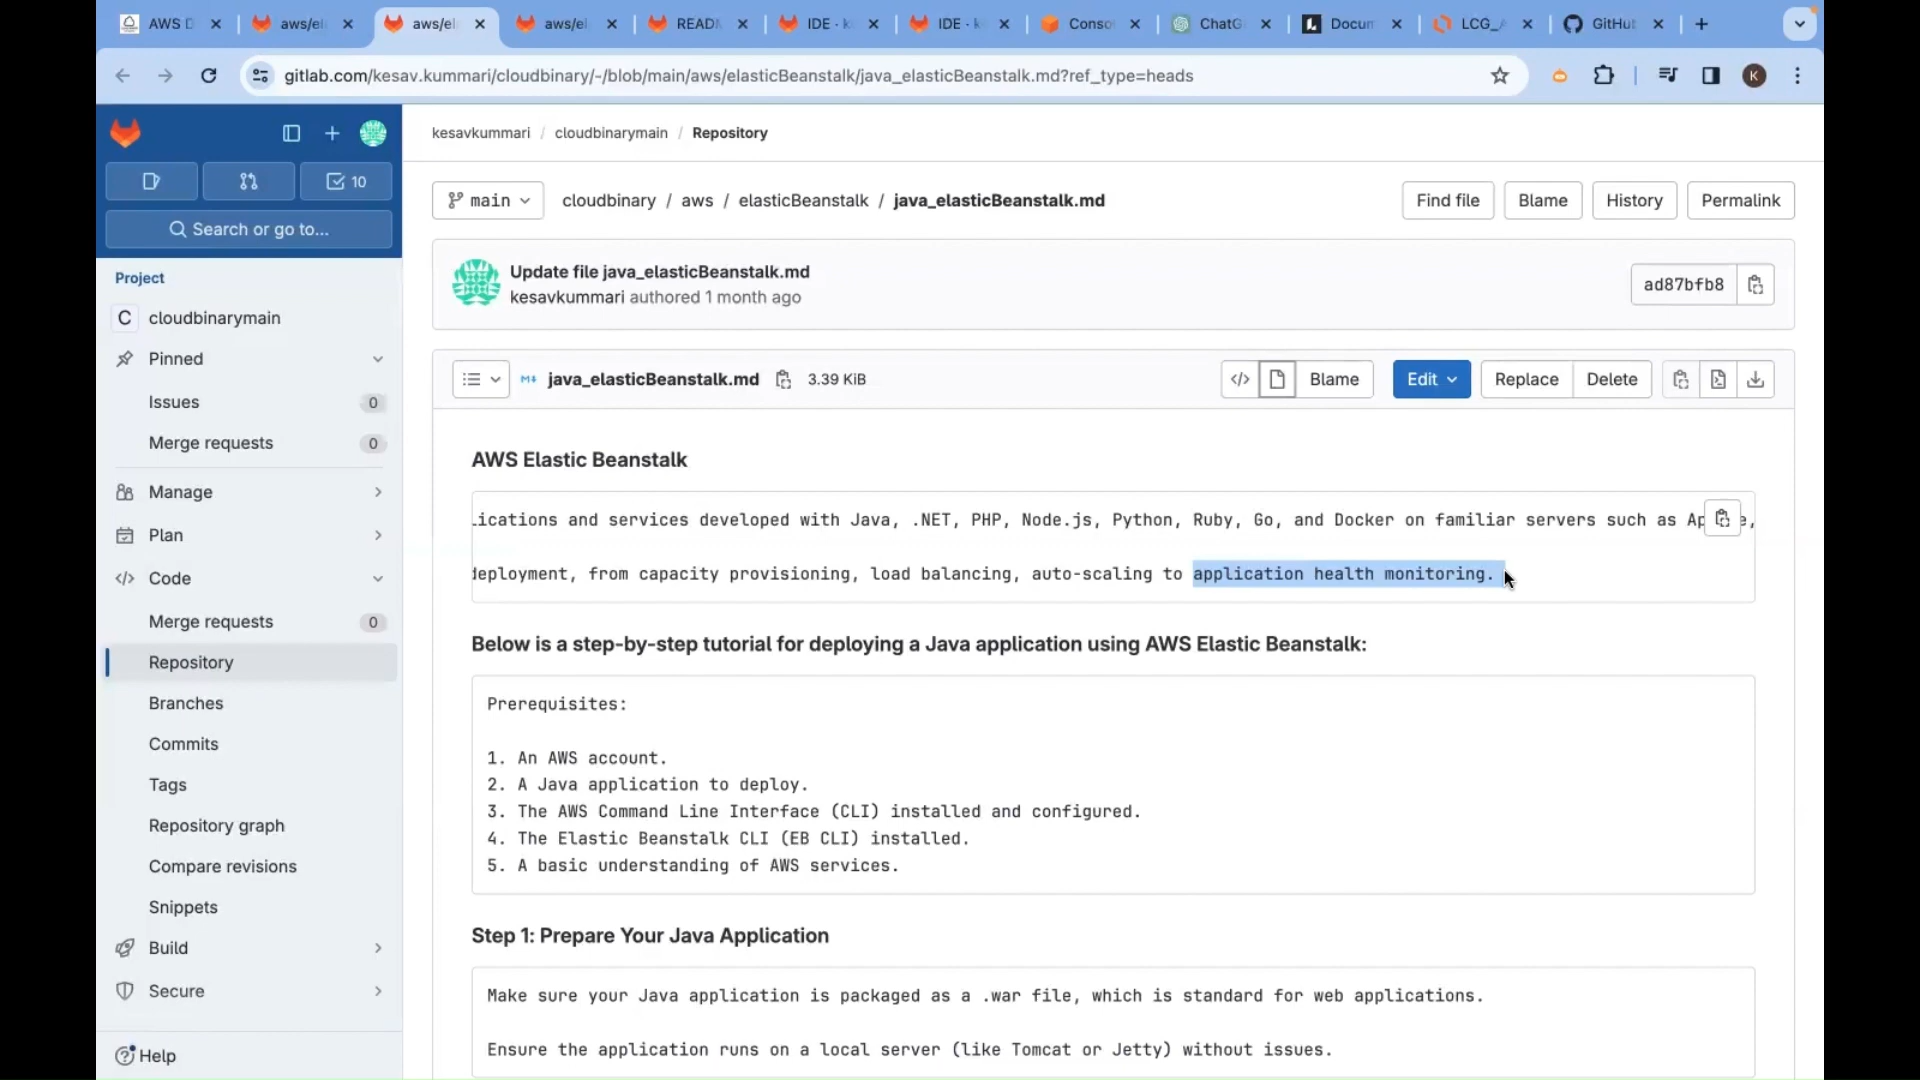 AWS D
aws/el
aws/el
aws/el
READ
IDE - k
IDE - k
Conso
ChatG
Docum
LCG_
GitHub
gitlab.com/kesav.kummari/cloudbinary/-/blob/main/aws/elasticBeanstalk/java_elasticBeanstalk.md?ref_type=heads
K
kesavkummari / cloudbinarymain / Repository
10
Search or go to...
main
cloudbinary / aws / elasticBeanstalk / java_elasticBeanstalk.md
Find file
Blame
History
Permalink
Update file java_elasticBeanstalk.md
kesavkummari authored 1 month ago
ad87bfb8
Project
C cloudbinarymain
Pinned
Issues 0
Merge requests 0
Manage
Plan
Code
Merge requests 0
Repository
Branches
Commits
Tags
Repository graph
Compare revisions
Snippets
Build
Secure
Help
java_elasticBeanstalk.md 3.39 KiB
Blame
Edit
Replace
Delete
AWS Elastic Beanstalk
lications and services developed with Java, .NET, PHP, Node.js, Python, Ruby, Go, and Docker on familiar servers such as Ap e,
deployment, from capacity provisioning, load balancing, auto-scaling to application health monitoring.
Below is a step-by-step tutorial for deploying a Java application using AWS Elastic Beanstalk:
Prerequisites:
1. An AWS account.
2. A Java application to deploy.
3. The AWS Command Line Interface (CLI) installed and configured.
4. The Elastic Beanstalk CLI (EB CLI) installed.
5. A basic understanding of AWS services.
Step 1: Prepare Your Java Application
Make sure your Java application is packaged as a .war file, which is standard for web applications.
Ensure the application runs on a local server (like Tomcat or Jetty) without issues.